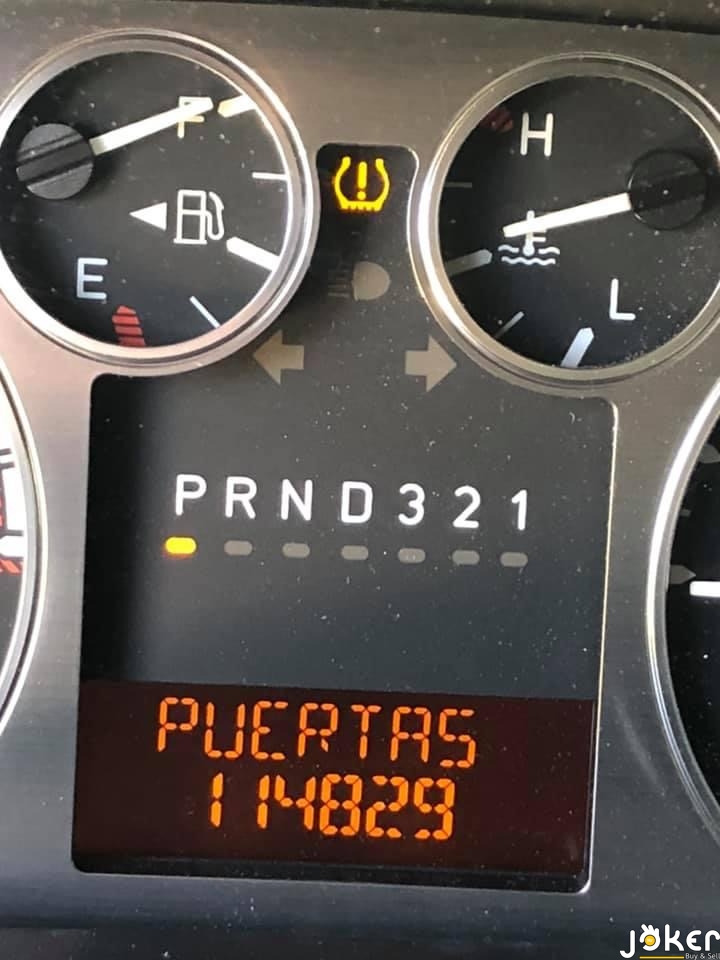 F
H
E
L
PRND321
PUERTAS
114829
JOKER
Buy & Sell